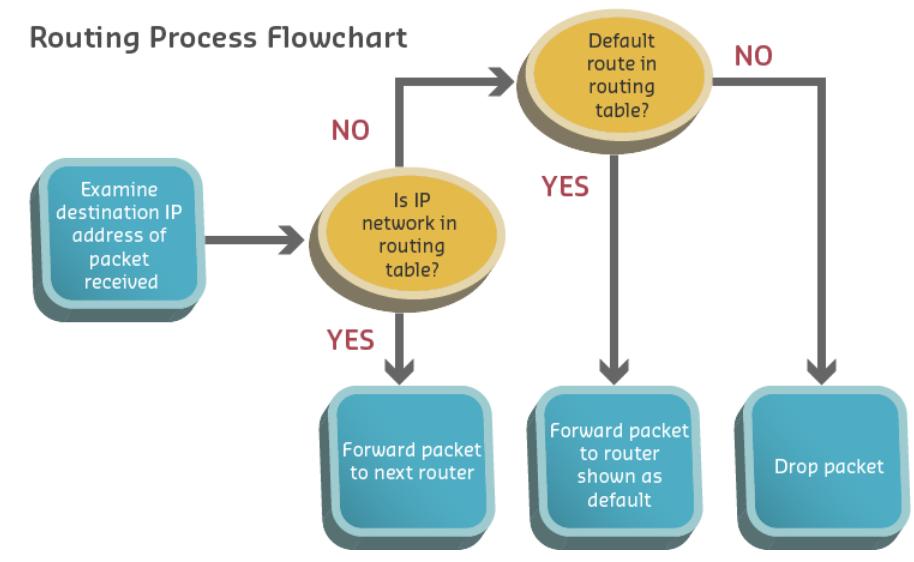 Routing Process Flowchart
Default
route in
routing
table?
NO
NO
Examine
destination IP
address of
packet
received
Is IP
network in
routing
table?
YES
YES
Forward packet
to next router
Forward packet
to router
shown as
default
Drop packet